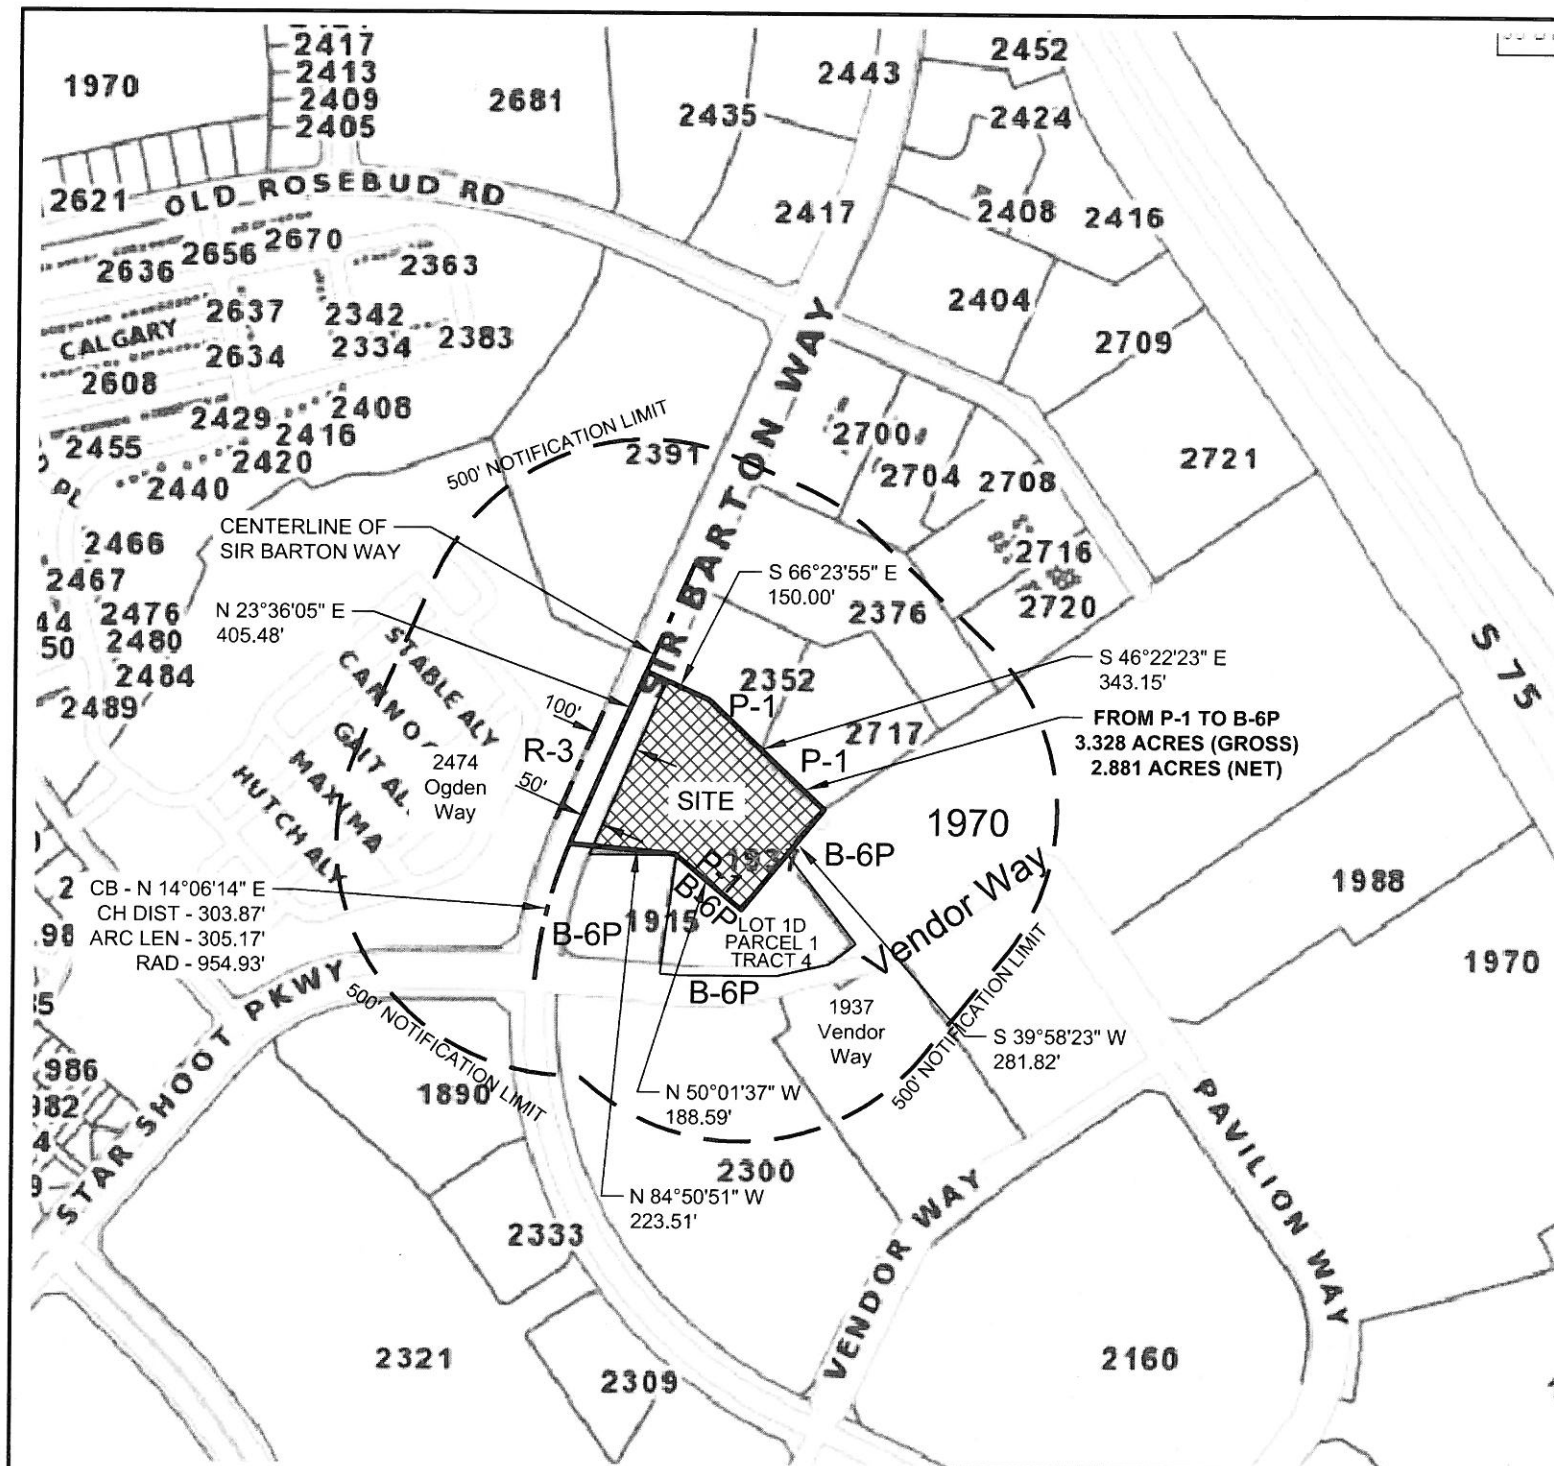 2417
2413
2409
2405
1970
2681
2435
2443
2452
2424
2621
OLD ROSEBUD RD
2417
2408
2416
2636
2656
2670
2363
2404
2637
2342
CALGARY
2634
2334
2383
2709
2608
2429
2408
2416
2455
2420
2440
PL
500' NOTIFICATION LIMIT
2391
SIR BARTON WAY
2700
2704
2708
2721
CENTERLINE OF
SIR BARTON WAY
2466
2467
2476
44
50
2480
2484
2489
N 23°36'05" E
405.48'
S 66°23'55" E
150.00'
2376
2716
2720
S 75
STABLE ALY
GAIT AL
MAXIMA
HUTCH ALY
2474
Ogden
Way
100'
R-3
50'
2352
P-1
2717
P-1
S 46°22'23" E
343.15'
FROM P-1 TO B-6P
3.328 ACRES (GROSS)
2.881 ACRES (NET)
SITE
1970
B-6P
Vendor Way
1988
CB - N 14°06'14" E
CH DIST - 303.87'
ARC LEN - 305.17'
RAD - 954.93'
98
B-6P
B-6P
1915
LOT 1D
PARCEL 1
TRACT 4
B-6P
1970
STAR SHOOT PKWY
500' NOTIFICATION LIMIT
500' NOTIFICATION LIMIT
1937
Vendor
Way
S 39°58'23" W
281.82'
986
982
1890
N 50°01'37" W
188.59'
2300
N 84°50'51" W
223.51'
2333
VENDOR WAY
PAVILION WAY
2321
2309
2160